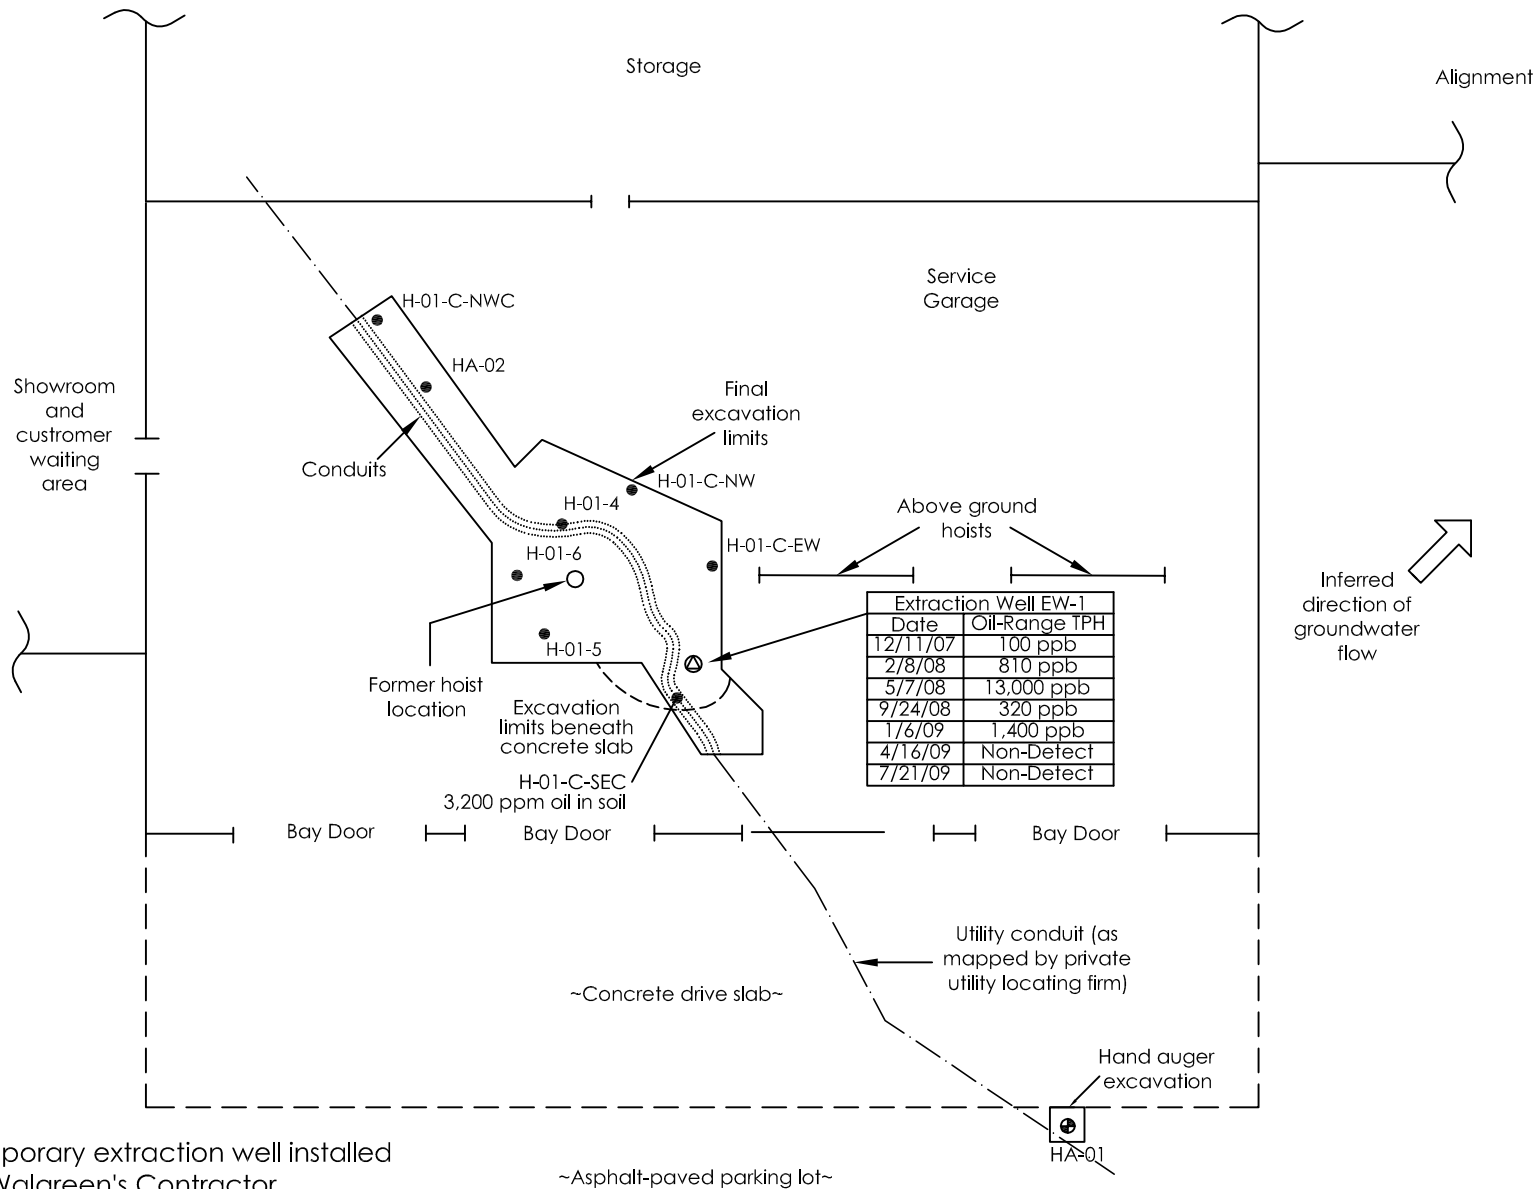 Storage
Alignment
Service
Garage
H-01-C-NWC
HA-02
Showroom
and
custromer
waiting
area
Final
excavation
limits
Conduits
H-01-C-NW
H-01-4
Above ground
hoists
H-01-C-EW
H-01-6
Inferred
direction of
groundwater
flow
Extraction Well EW-1
Date Oil-Range TPH
12/11/07 100 ppb
2/8/08 810 ppb
5/7/08 13,000 ppb
9/24/08 320 ppb
1/6/09 1,400 ppb
4/16/09 Non-Detect
7/21/09 Non-Detect
H-01-5
Former hoist
location
Excavation
limits beneath
concrete slab
H-01-C-SEC
3,200 ppm oil in soil
Bay Door
Bay Door
Bay Door
Utility conduit (as
mapped by private
utility locating firm)
~Concrete drive slab~
Hand auger
excavation
HA-01
porary extraction well installed
Walgreen's Contractor
~Asphalt-paved parking lot~